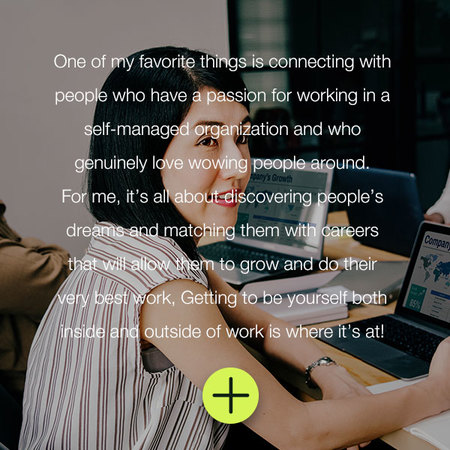 One of my favorite things is connecting with
people who have a passion for working in a
self-managed organization and who
genuinely love wowing people around.
For me, it's all about discovering people's
dreams and matching them with careers
that will allow them to grow and do their
very best work, Getting to be yourself both
inside and outside of work is where it's at!
Company's Growth
Company